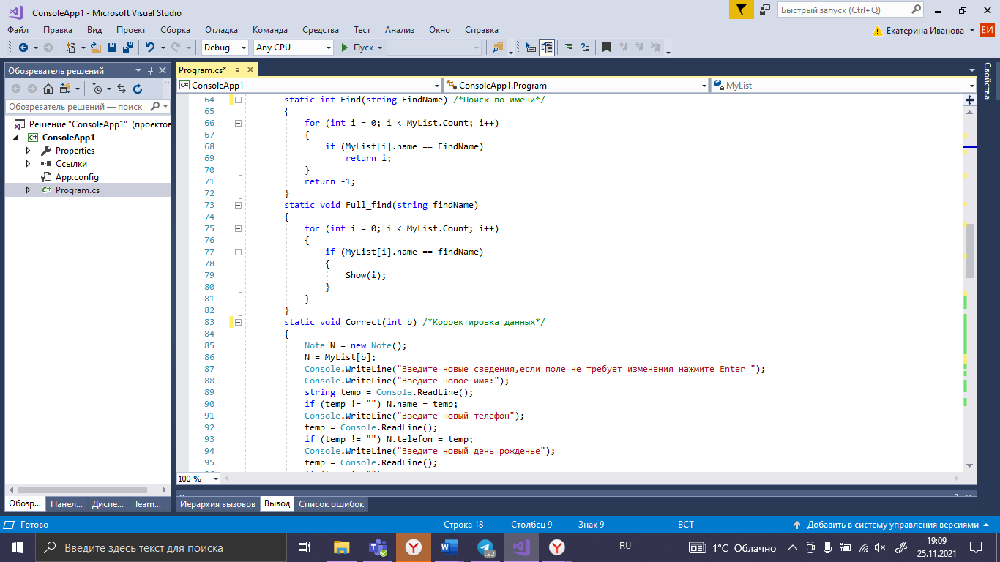 ConsoleApp1 - Microsoft Visual Studio
Быстрый запуск (Ctrl+Q)
Файл Правка Вид Проект Сборка Отладка Команда Средства Тест Анализ Окно Справка
Екатерина Иванова ЕИ
Debug Any CPU Пуск
Обозреватель решений
Program.cs*
Свойства
C# ConsoleApp1 ConsoleApp1.Program MyList
Обозреватель решений — поиск
Решение "ConsoleApp1" (проектов
C# ConsoleApp1
Properties
Ссылки
App.config
C# Program.cs
64 static int Find(string FindName) /*Поиск по имени*/
65 {
66 for (int i = 0; i < MyList.Count; i++)
67 {
68 if (MyList[i].name == FindName)
69 return i;
70 }
71 return -1;
72 }
73 static void Full_find(string findName)
74 {
75 for (int i = 0; i < MyList.Count; i++)
76 {
77 if (MyList[i].name == findName)
78 {
79 Show(i);
80 }
81 }
82 }
83 static void Correct(int b) /*Корректировка данных*/
84 {
85 Note N = new Note();
86 N = MyList[b];
87 Console.WriteLine("Введите новые сведения,если поле не требует изменения нажмите Enter ");
88 Console.WriteLine("Введите новое имя:");
89 string temp = Console.ReadLine();
90 if (temp != "") N.name = temp;
91 Console.WriteLine("Введите новый телефон");
92 temp = Console.ReadLine();
93 if (temp != "") N.telefon = temp;
94 Console.WriteLine("Введите новый день рожденье");
95 temp = Console.ReadLine();
100 %
Обозр... Панел... Диспе... Team...
Иерархия вызовов Вывод Список ошибок
Готово Строка 18 Столбец 9 Знак 9 ВСТ Добавить в систему управления версиями
Введите здесь текст для поиска
.92
RU
1°C Облачно
19:09
25.11.2021